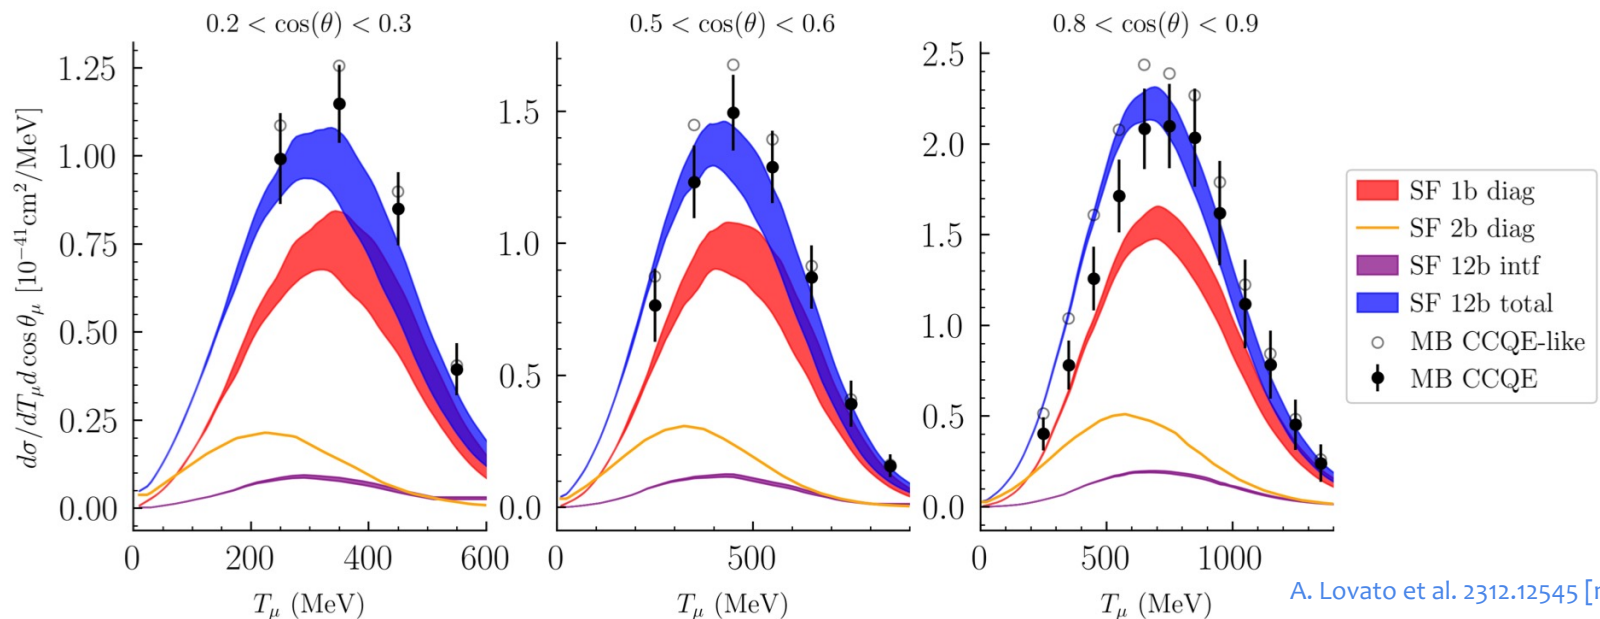 0.2 < cos(θ) < 0.3
0.5 < cos(θ) < 0.6
0.8 < cos(θ) < 0.9
dσ/dT_μ d cos θ_μ [10⁻⁴¹cm²/MeV]
1.25
1.00
0.75
0.50
0.25
0.00
0 200 400 600
T_μ (MeV)
1.5
1.0
0.5
0.0
0 500
T_μ (MeV)
2.5
2.0
1.5
1.0
0.5
0.0
0 500 1000
T_μ (MeV)
SF 1b diag
SF 2b diag
SF 12b intf
SF 12b total
MB CCQE-like
MB CCQE
A. Lovato et al. 2312.12545 [